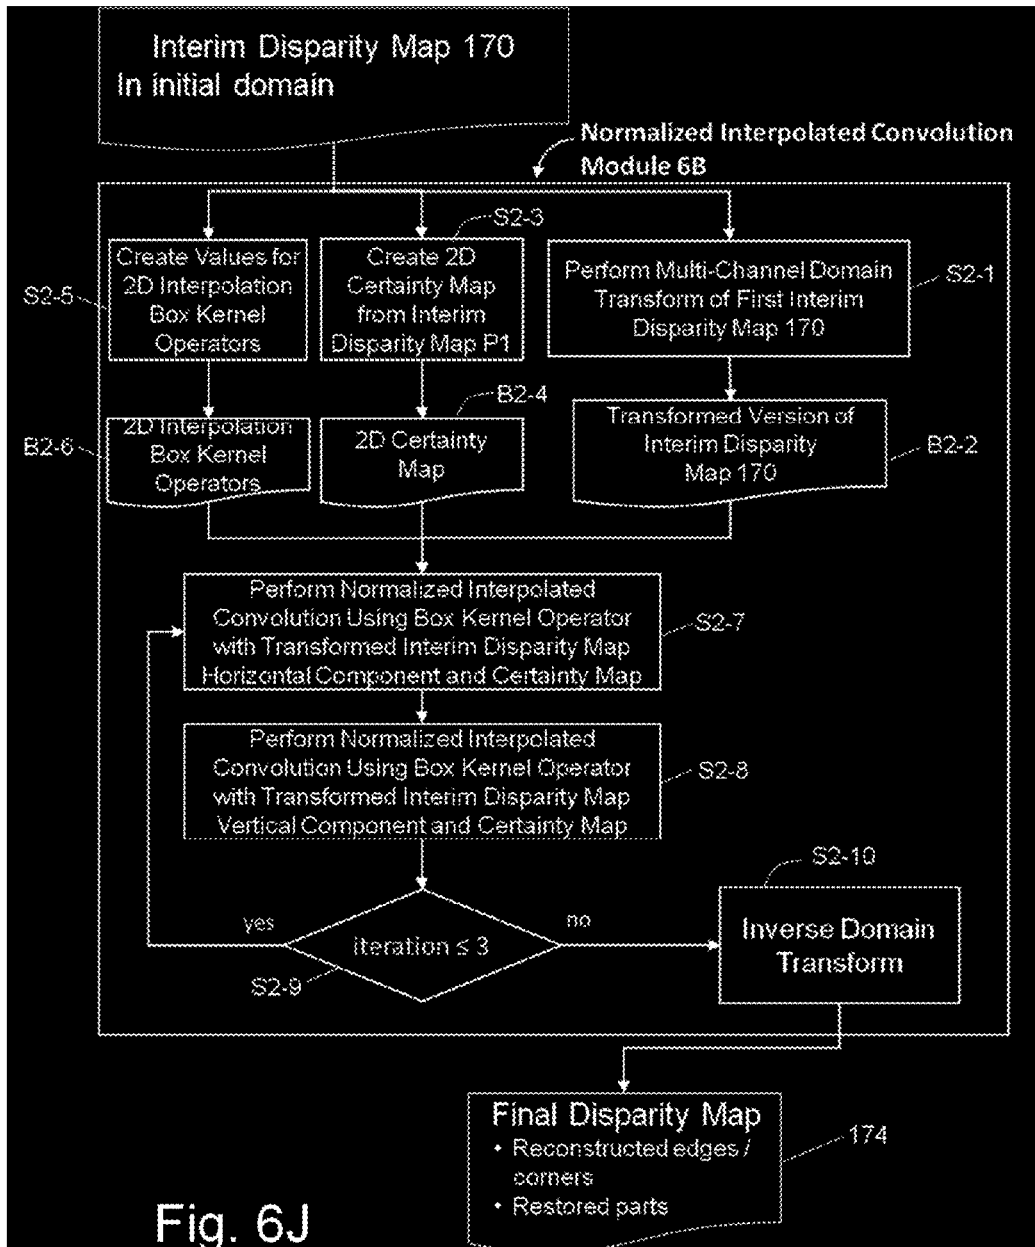 Interim Disparity Map 170
In initial domain
Normalized Interpolated Convolution
Module 6B
S2-3
Create Values for
2D Interpolation
Box Kernel
Operators
S2-5
Create 2D
Certainty Map
from Interim
Disparity Map P1
Perform Multi-Channel Domain
Transform of First Interim
Disparity Map 170
S2-1
B2-4
2D Interpolation
Box Kernel
Operators
B2-6
2D Certainty
Map
Transformed Version of
Interim Disparity
Map 170
B2-2
Perform Normalized Interpolated
Convolution Using Box Kernel Operator
with Transformed Interim Disparity Map
Horizontal Component and Certainty Map
S2-7
Perform Normalized Interpolated
Convolution Using Box Kernel Operator
with Transformed Interim Disparity Map
Vertical Component and Certainty Map
S2-8
S2-10
yes
iteration ≤ 3
no
S2-9
Inverse Domain
Transform
Final Disparity Map
• Reconstructed edges /
corners
• Restored parts
174
Fig. 6J